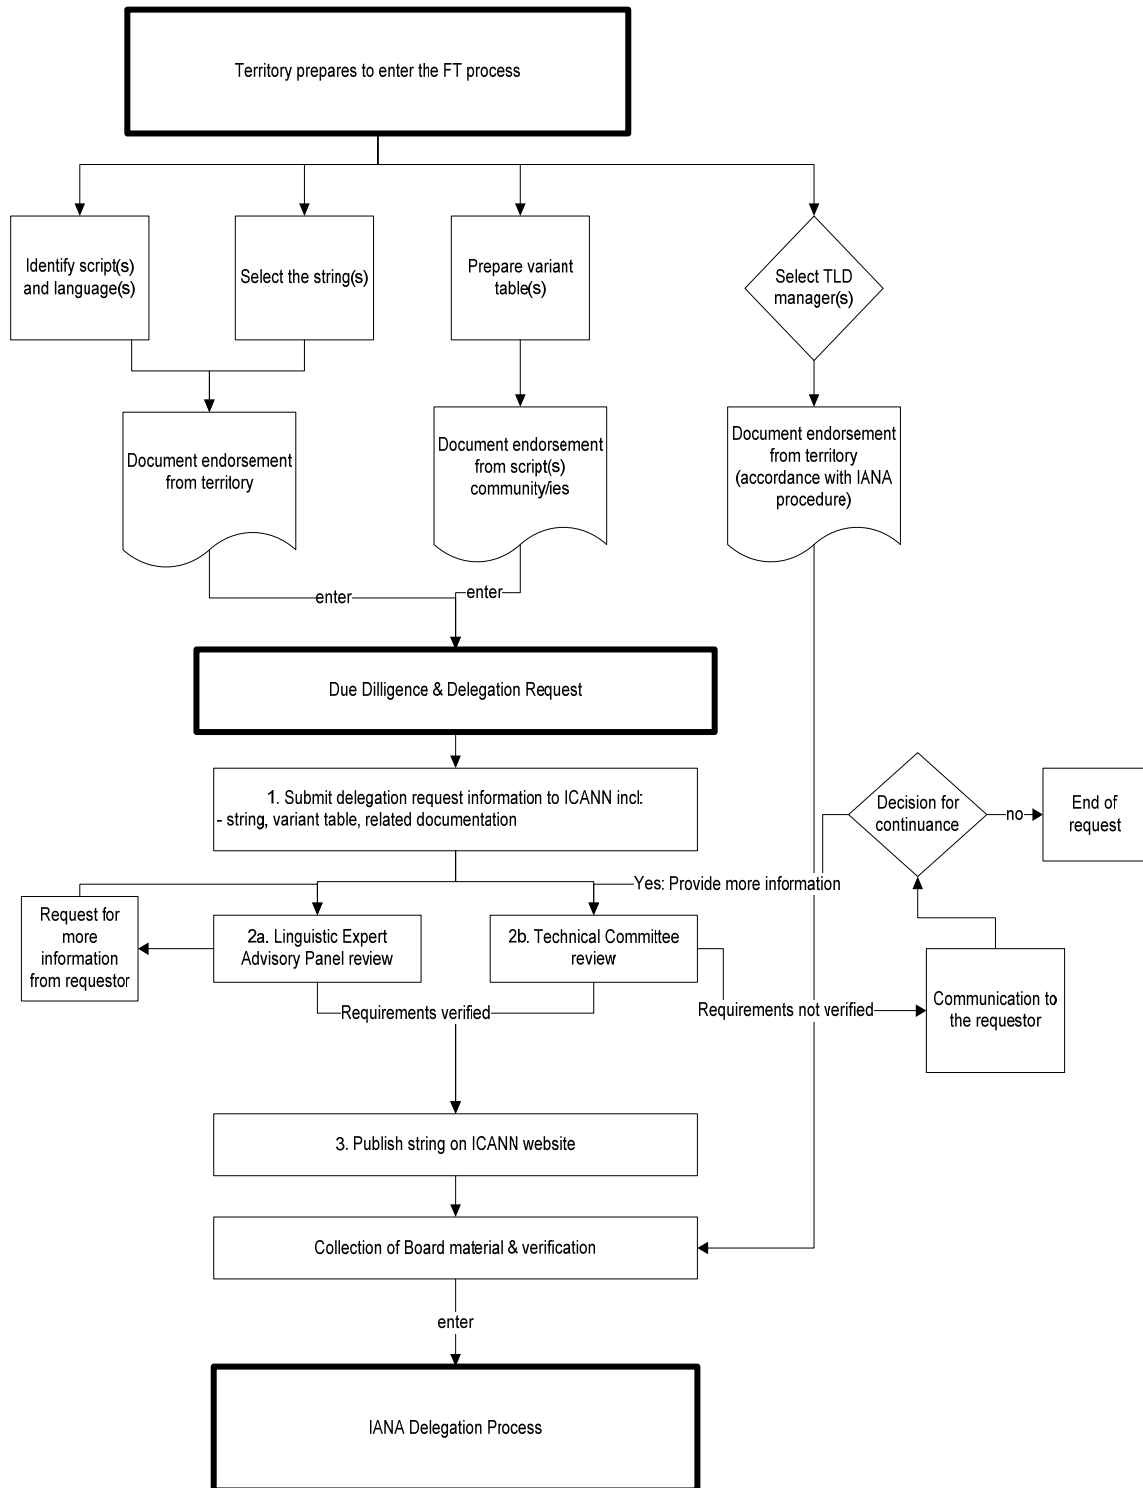 Territory prepares to enter the FT process
Identify script(s)
and language(s)
Select the string(s)
Prepare variant
table(s)
Select TLD
manager(s)
Document endorsement
from territory
Document endorsement
from script(s)
community/ies
Document endorsement
from territory
(accordance with IANA
procedure)
enter
enter
Due Dilligence & Delegation Request
1. Submit delegation request information to ICANN incl:
- string, variant table, related documentation
Decision for
continuance
no
End of
request
Yes: Provide more information
Request for
more
information
from requestor
2a. Linguistic Expert
Advisory Panel review
2b. Technical Committee
review
Requirements verified
Requirements not verified
Communication to
the requestor
3. Publish string on ICANN website
Collection of Board material & verification
enter
IANA Delegation Process